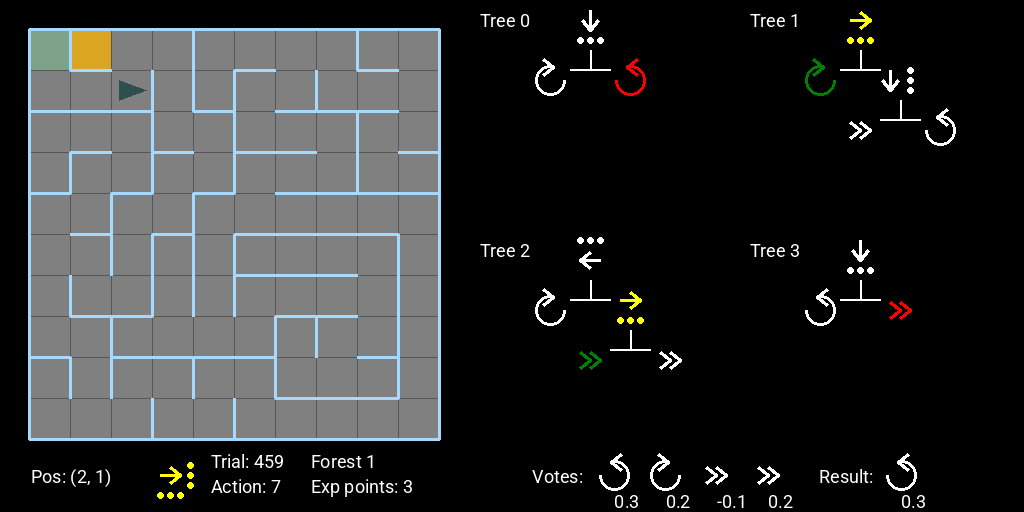 Tree 0
Tree 1
Tree 2
Tree 3
Pos: (2, 1)
Trial: 459
Forest 1
Action: 7
Exp points: 3
Votes:
0.3
0.2
-0.1
0.2
Result:
0.3